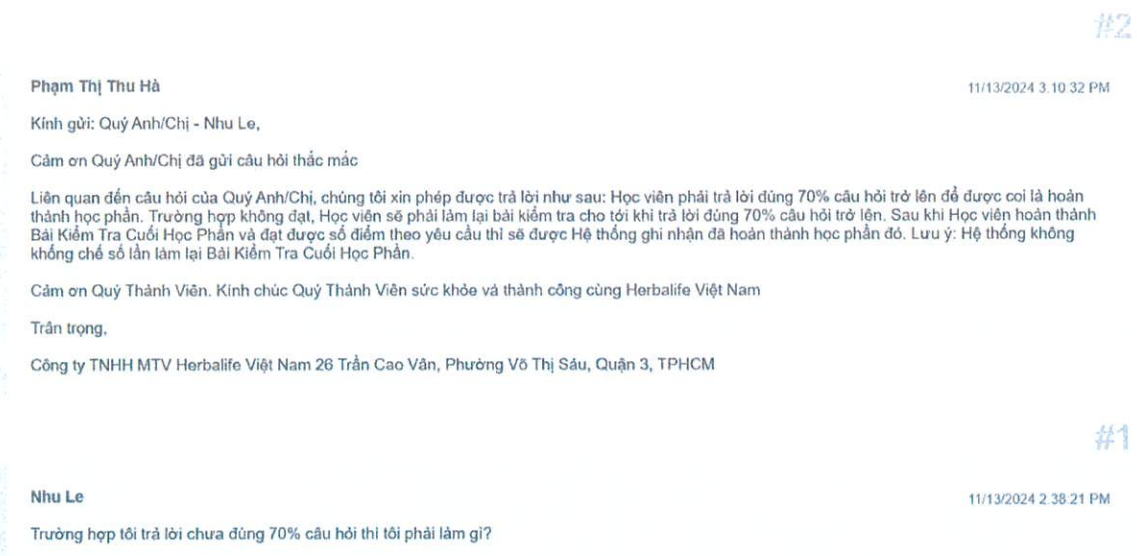 #2
Phạm Thị Thu Hà 11/13/2024 3.10 32 PM
Kính gửi: Quý Anh/Chị - Nhu Le,
Cảm ơn Quý Anh/Chị đã gửi câu hỏi thắc mắc
Liên quan đến câu hỏi của Quý Anh/Chị, chúng tôi xin phép được trả lời như sau: Học viên phải trả lời đúng 70% câu hỏi trở lên để được coi là hoàn
thành học phần. Trường hợp không đạt, Học viên sẽ phải làm lại bài kiểm tra cho tới khi trả lời đúng 70% câu hỏi trở lên. Sau khi Học viên hoàn thành
Bài Kiểm Tra Cuối Học Phần và đạt được số điểm theo yêu cầu thì sẽ được Hệ thống ghi nhận đã hoàn thành học phần đó. Lưu ý: Hệ thống không
khống chế số lần làm lại Bài Kiểm Tra Cuối Học Phần.
Cảm ơn Quý Thành Viên. Kính chúc Quý Thành Viên sức khỏe và thành công cùng Herbalife Việt Nam
Trân trọng,
Công ty TNHH MTV Herbalife Việt Nam 26 Trần Cao Vân, Phường Võ Thị Sáu, Quận 3, TPHCM
#1
Nhu Le 11/13/2024 2.38.21 PM
Trường hợp tôi trả lời chưa đúng 70% câu hỏi thì tôi phải làm gì?